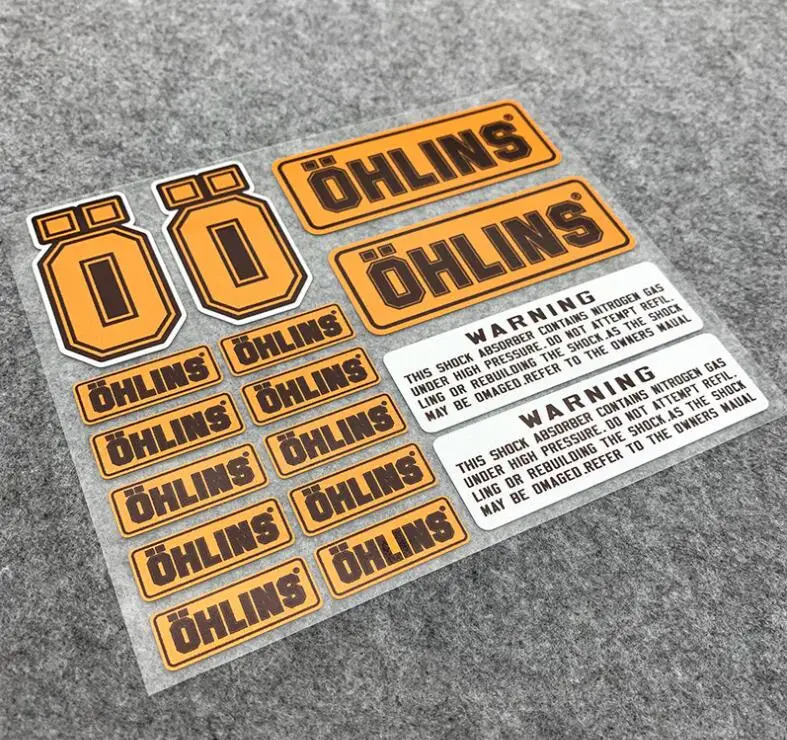 Ö
Ö
ÖHLINS®
ÖHLINS®
ÖHLINS®
ÖHLINS®
ÖHLINS®
ÖHLINS®
ÖHLINS®
ÖHLINS®
ÖHLINS®
ÖHLINS®
ÖHLINS®
ÖHLINS®
WARNING
THIS SHOCK ABSORBER CONTAINS NITROGEN GAS
UNDER HIGH PRESSURE. DO NOT ATTEMPT REFIL.
LING OR REBUILDING THE SHOCK.AS THE SHOCK
MAY BE OMAGED.REFER TO THE OWNERS MAUAL
WARNING
THIS SHOCK ABSORBER CONTAINS NITROGEN GAS
UNDER HIGH PRESSURE. DO NOT ATTEMPT REFIL.
LING OR REBUILDING THE SHOCK.AS THE SHOCK
MAY BE OMAGED.REFER TO THE OWNERS MAUAL